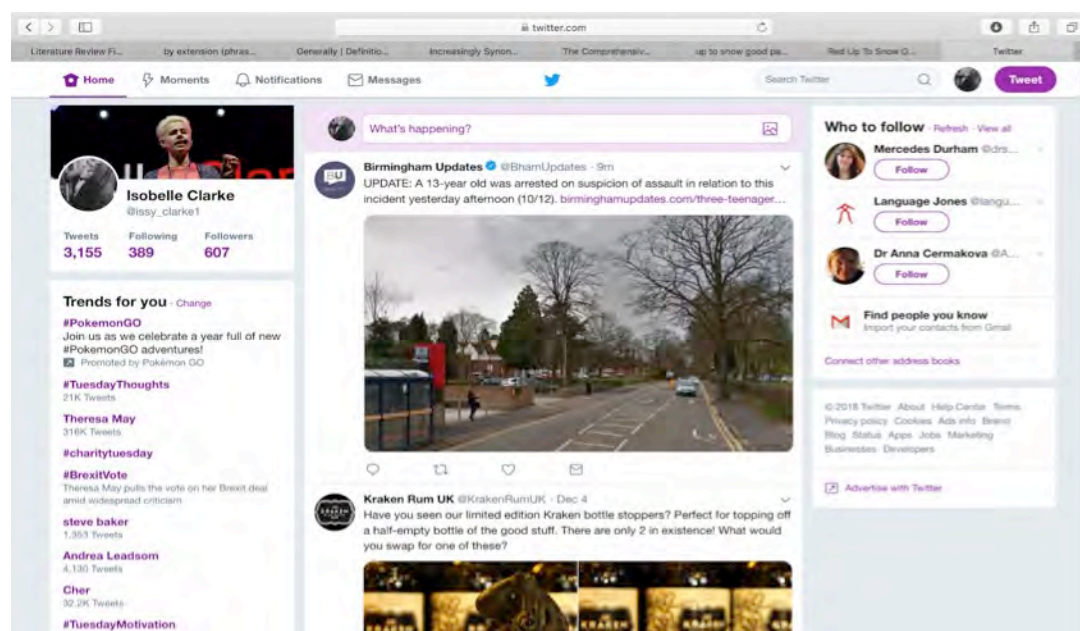 twitter.com
Literature Review Fi...
by extension (phras...
Generally | Definitio...
Increasingly Synon...
The Comprehensiv...
up to snow good pe...
Red Up To Snow G...
Twitter
Home
Moments
Notifications
Messages
Search Twitter
Tweet
Isobelle Clarke
@issy_clarke1
Tweets Following Followers
3,155 389 607
Trends for you · Change
#PokemonGO
Join us as we celebrate a year full of new
#PokemonGO adventures!
Promoted by Pokémon GO
#TuesdayThoughts
21K Tweets
Theresa May
316K Tweets
#charitytuesday
#BrexitVote
Theresa May pulls the vote on her Brexit deal
amid widespread criticism
steve baker
1,953 Tweets
Andrea Leadsom
4,130 Tweets
Cher
32.2K Tweets
#TuesdayMotivation
What's happening?
BU
Birmingham Updates @BhamUpdates · 9m
UPDATE: A 13-year old was arrested on suspicion of assault in relation to this
incident yesterday afternoon (10/12). birminghamupdates.com/three-teenager...
KRAKEN
Kraken Rum UK @KrakenRumUK · Dec 4
Have you seen our limited edition Kraken bottle stoppers? Perfect for topping off
a half-empty bottle of the good stuff. There are only 2 in existence! What would
you swap for one of these?
Who to follow · Refresh · View all
Mercedes Durham @drs...
Follow
Language Jones @langu...
Follow
Dr Anna Cermakova @A...
Follow
Find people you know
Import your contacts from Gmail
Connect other address books
© 2018 Twitter About Help Center Terms
Privacy policy Cookies Ads info Brand
Blog Status Apps Jobs Marketing
Businesses Developers
Advertise with Twitter